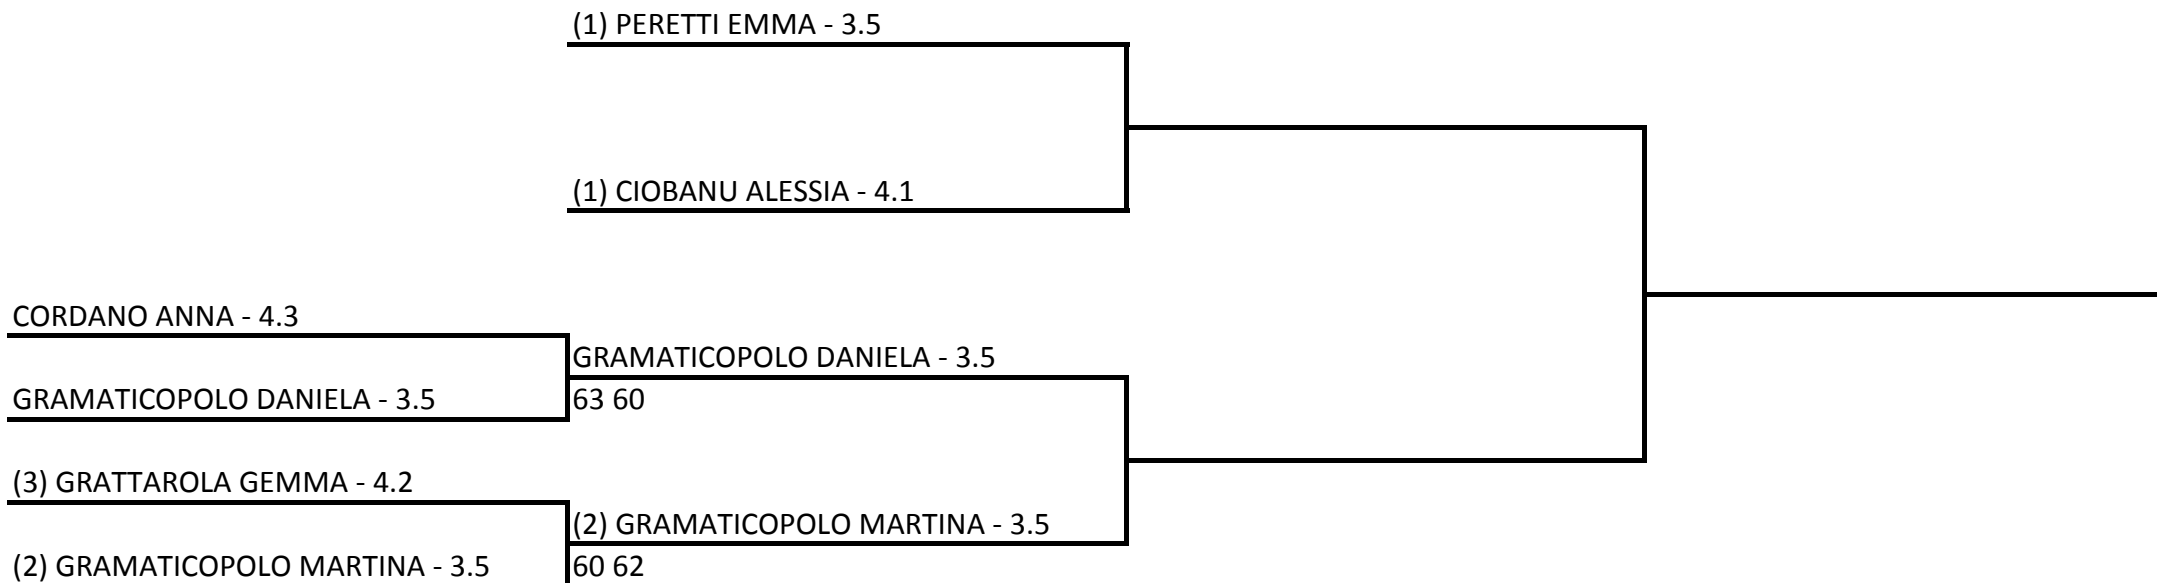 (1) PERETTI EMMA - 3.5
(1) CIOBANU ALESSIA - 4.1
CORDANO ANNA - 4.3
GRAMATICOPOLO DANIELA - 3.5
GRAMATICOPOLO DANIELA - 3.5
63 60
(3) GRATTAROLA GEMMA - 4.2
(2) GRAMATICOPOLO MARTINA - 3.5
(2) GRAMATICOPOLO MARTINA - 3.5
60 62